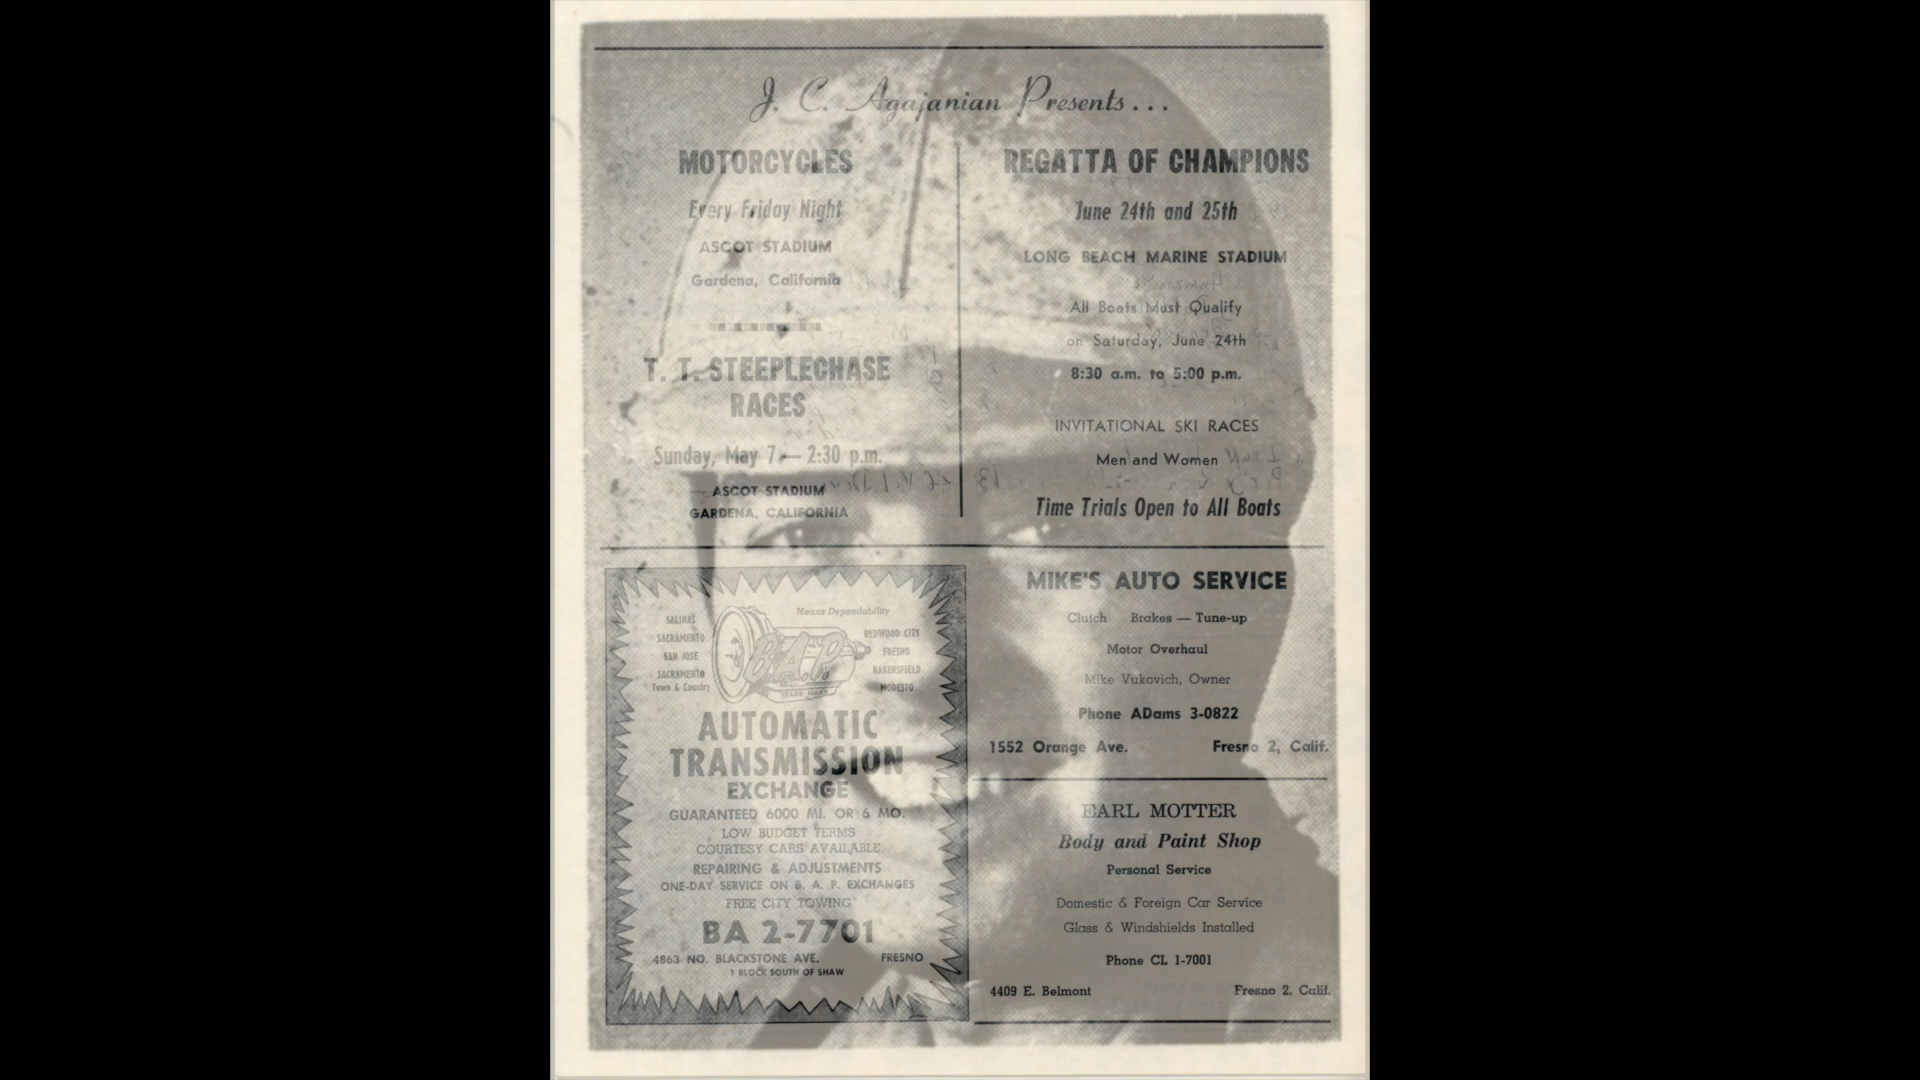 J. C. Agajanian Presents...
MOTORCYCLES
Every Friday Night
ASCOT STADIUM
Gardena, California
T. T. STEEPLECHASE
RACES
Sunday, May 7 — 2:30 p.m.
ASCOT STADIUM
GARDENA, CALIFORNIA
REGATTA OF CHAMPIONS
June 24th and 25th
LONG BEACH MARINE STADIUM
All Boats Must Qualify
on Saturday, June 24th
8:30 a.m. to 5:00 p.m.
INVITATIONAL SKI RACES
Men and Women
Time Trials Open to All Boats
Means Dependability
SALINAS
SACRAMENTO
SAN JOSE
SACRAMENTO
Town & Country
B.A.P.
TRADE MARK
REDWOOD CITY
FRESNO
BAKERSFIELD
MODESTO
AUTOMATIC
TRANSMISSION
EXCHANGE
GUARANTEED 6000 MI. OR 6 MO.
LOW BUDGET TERMS
COURTESY CARS AVAILABLE
REPAIRING & ADJUSTMENTS
ONE-DAY SERVICE ON B. A. P. EXCHANGES
FREE CITY TOWING
BA 2-7701
4863 NO. BLACKSTONE AVE. FRESNO
1 BLOCK SOUTH OF SHAW
MIKE'S AUTO SERVICE
Clutch Brakes — Tune-up
Motor Overhaul
Mike Vukovich, Owner
Phone ADams 3-0822
1552 Orange Ave. Fresno 2, Calif.
EARL MOTTER
Body and Paint Shop
Personal Service
Domestic & Foreign Car Service
Glass & Windshields Installed
Phone CL 1-7001
4409 E. Belmont Fresno 2, Calif.